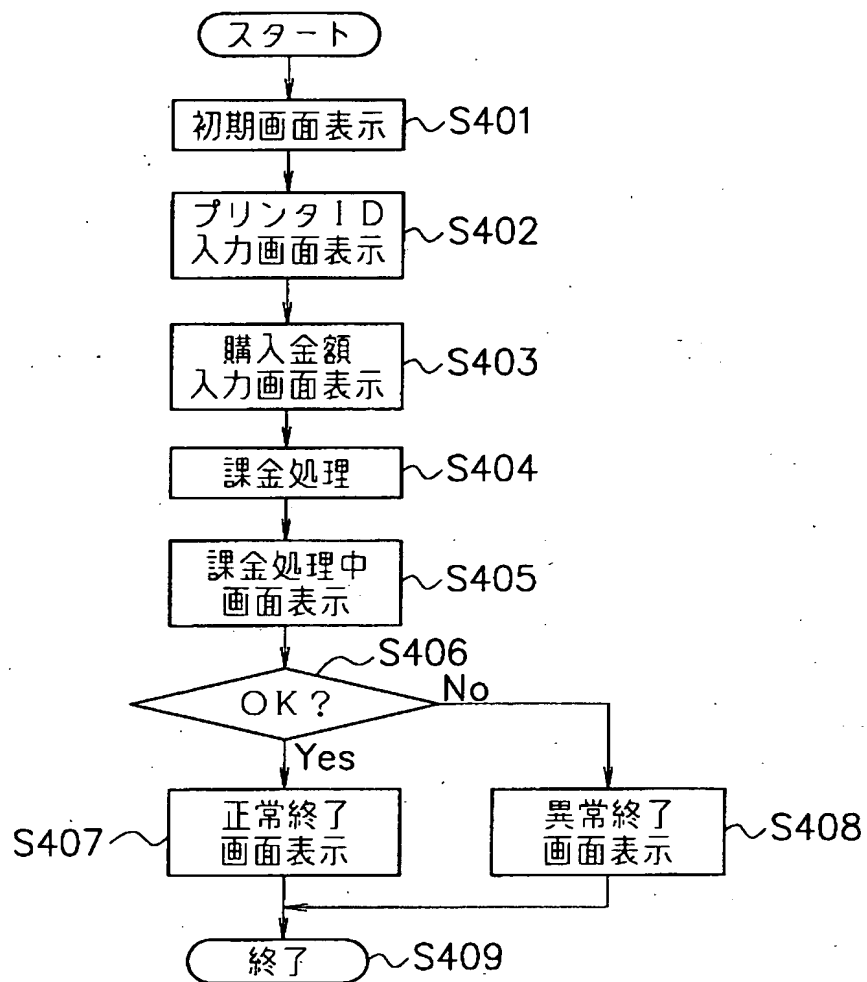 スタート
初期画面表示
S401
プリンタID
入力画面表示
S402
購入金額
入力画面表示
S403
課金処理
S404
課金処理中
画面表示
S405
S406
OK?
No
Yes
S407
正常終了
画面表示
異常終了
画面表示
S408
終了
S409